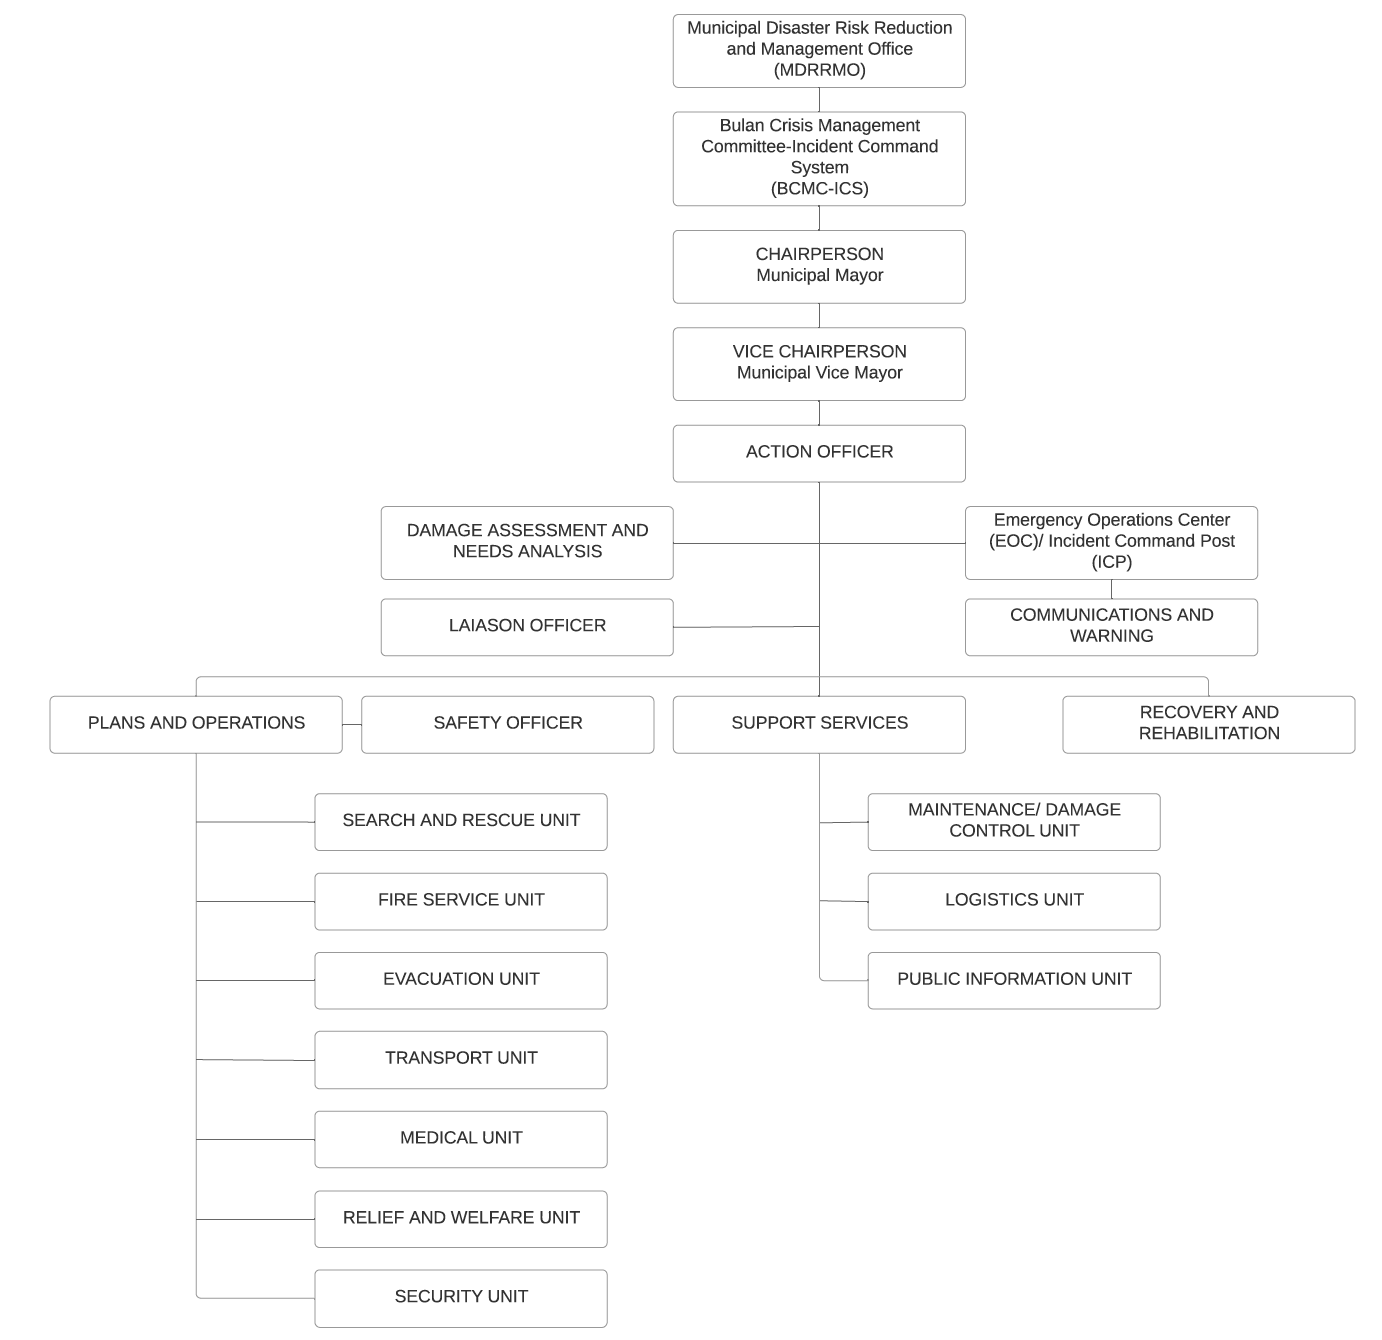 Municipal Disaster Risk Reduction
and Management Office
(MDRRMO)
Bulan Crisis Management
Committee-Incident Command
System
(BCMC-ICS)
CHAIRPERSON
Municipal Mayor
VICE CHAIRPERSON
Municipal Vice Mayor
ACTION OFFICER
DAMAGE ASSESSMENT AND
NEEDS ANALYSIS
Emergency Operations Center
(EOC)/ Incident Command Post
(ICP)
LAIASON OFFICER
COMMUNICATIONS AND
WARNING
PLANS AND OPERATIONS
SAFETY OFFICER
SUPPORT SERVICES
RECOVERY AND
REHABILITATION
SEARCH AND RESCUE UNIT
FIRE SERVICE UNIT
EVACUATION UNIT
TRANSPORT UNIT
MEDICAL UNIT
RELIEF AND WELFARE UNIT
SECURITY UNIT
MAINTENANCE/ DAMAGE
CONTROL UNIT
LOGISTICS UNIT
PUBLIC INFORMATION UNIT